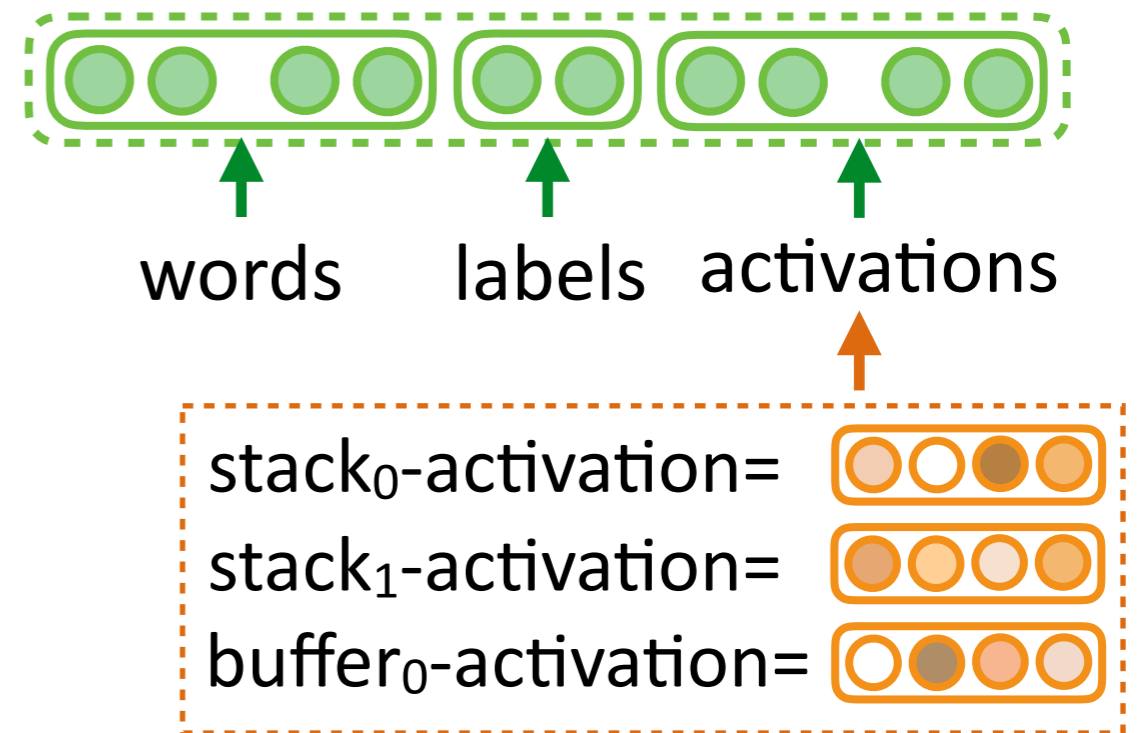 words labels activations
stack₀-activation=
stack₁-activation=
buffer₀-activation=